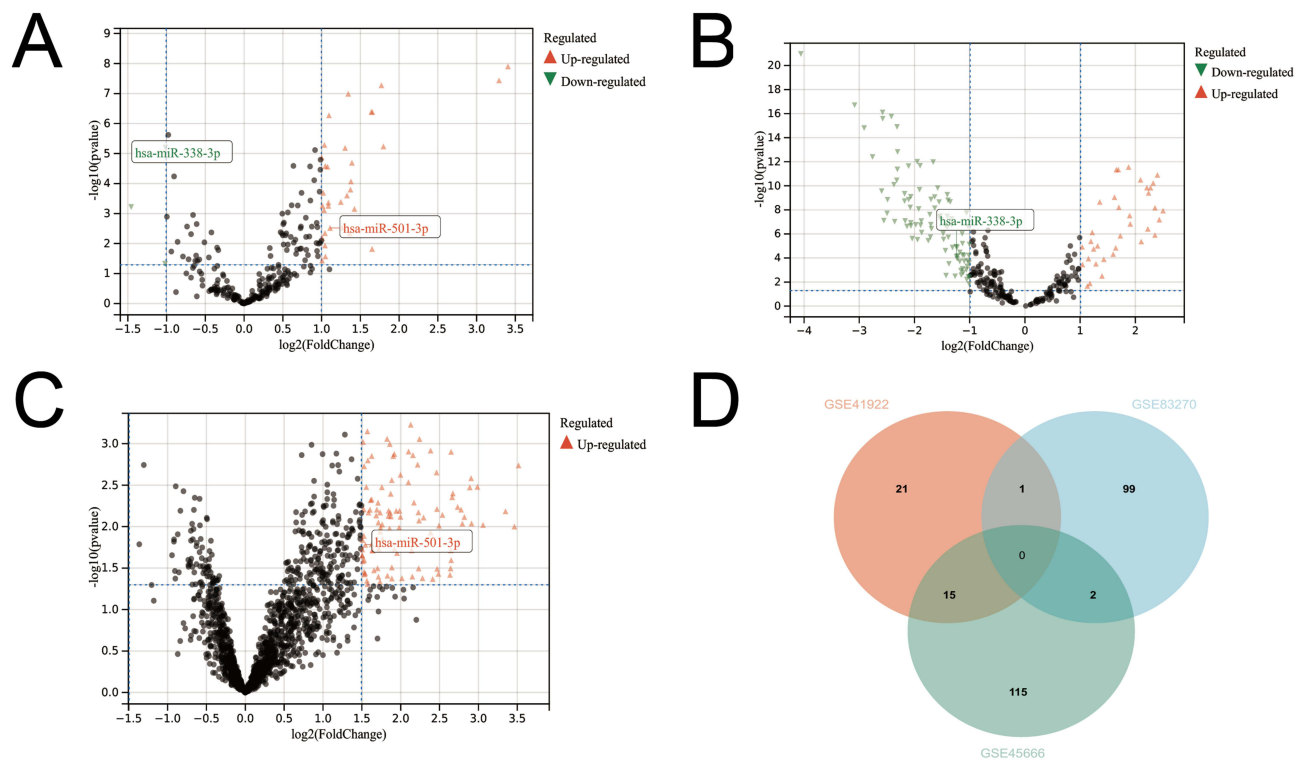 A
Regulated
Up-regulated
Down-regulated
hsa-miR-338-3p
hsa-miR-501-3p
-log10(pvalue)
9
8
7
6
5
4
3
2
1
0
−1.5 −1.0 −0.5 0.0 0.5 1.0 1.5 2.0 2.5 3.0 3.5
log2(FoldChange)
B
Regulated
Down-regulated
Up-regulated
hsa-miR-338-3p
-log10(pvalue)
20
18
16
14
12
10
8
6
4
2
0
−4 −3 −2 −1 0 1 2
log2(FoldChange)
C
Regulated
Up-regulated
hsa-miR-501-3p
-log10(pvalue)
3.0
2.5
2.0
1.5
1.0
0.5
0.0
−1.5 −1.0 −0.5 0.0 0.5 1.0 1.5 2.0 2.5 3.0 3.5
log2(FoldChange)
D
GSE41922
GSE83270
21
1
99
0
15
2
115
GSE45666